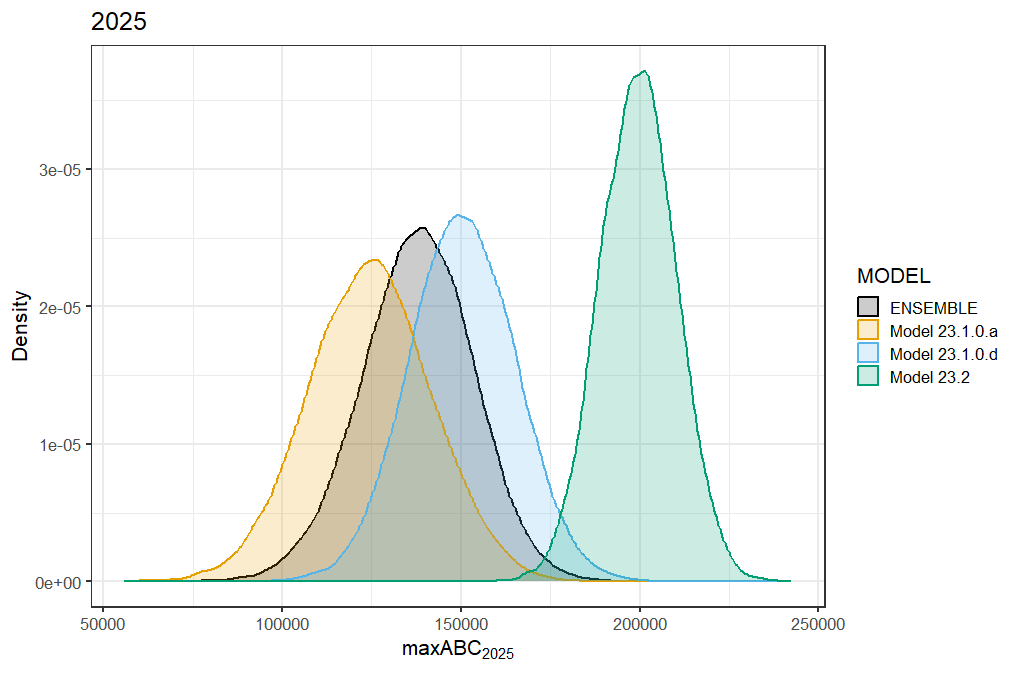 2025
Density
3e-05
2e-05
1e-05
0e+00
50000
100000
150000
200000
250000
maxABC2025
MODEL
ENSEMBLE
Model 23.1.0.a
Model 23.1.0.d
Model 23.2